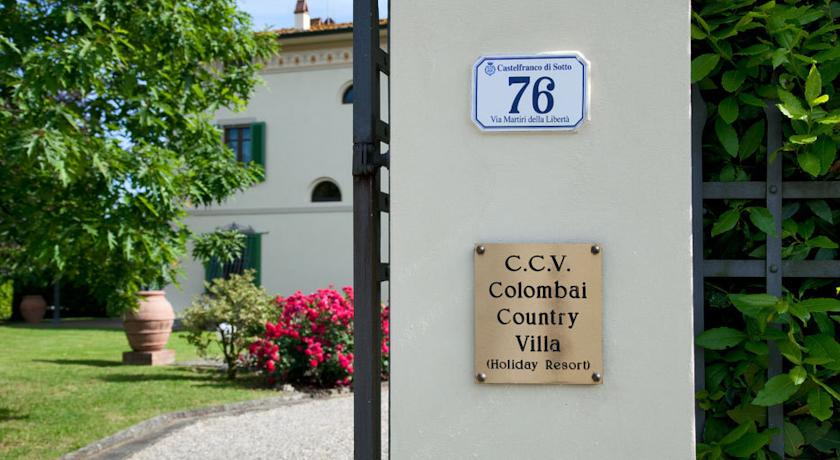 Castelfranco di Sotto
76
Via Martiri della Libertà
C.C.V.
Colombai
Country
Villa
(Holiday Resort)